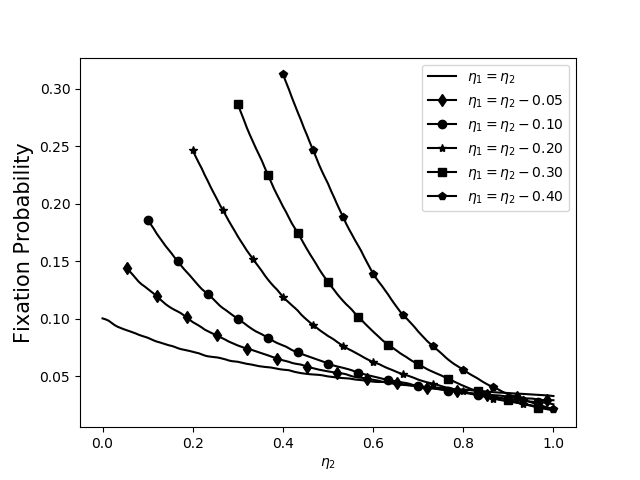 0.30
0.25
0.20
0.15
0.10
0.05
Fixation Probability
0.0 0.2 0.4 0.6 0.8 1.0
η₂
η₁ = η₂
η₁ = η₂ − 0.05
η₁ = η₂ − 0.10
η₁ = η₂ − 0.20
η₁ = η₂ − 0.30
η₁ = η₂ − 0.40